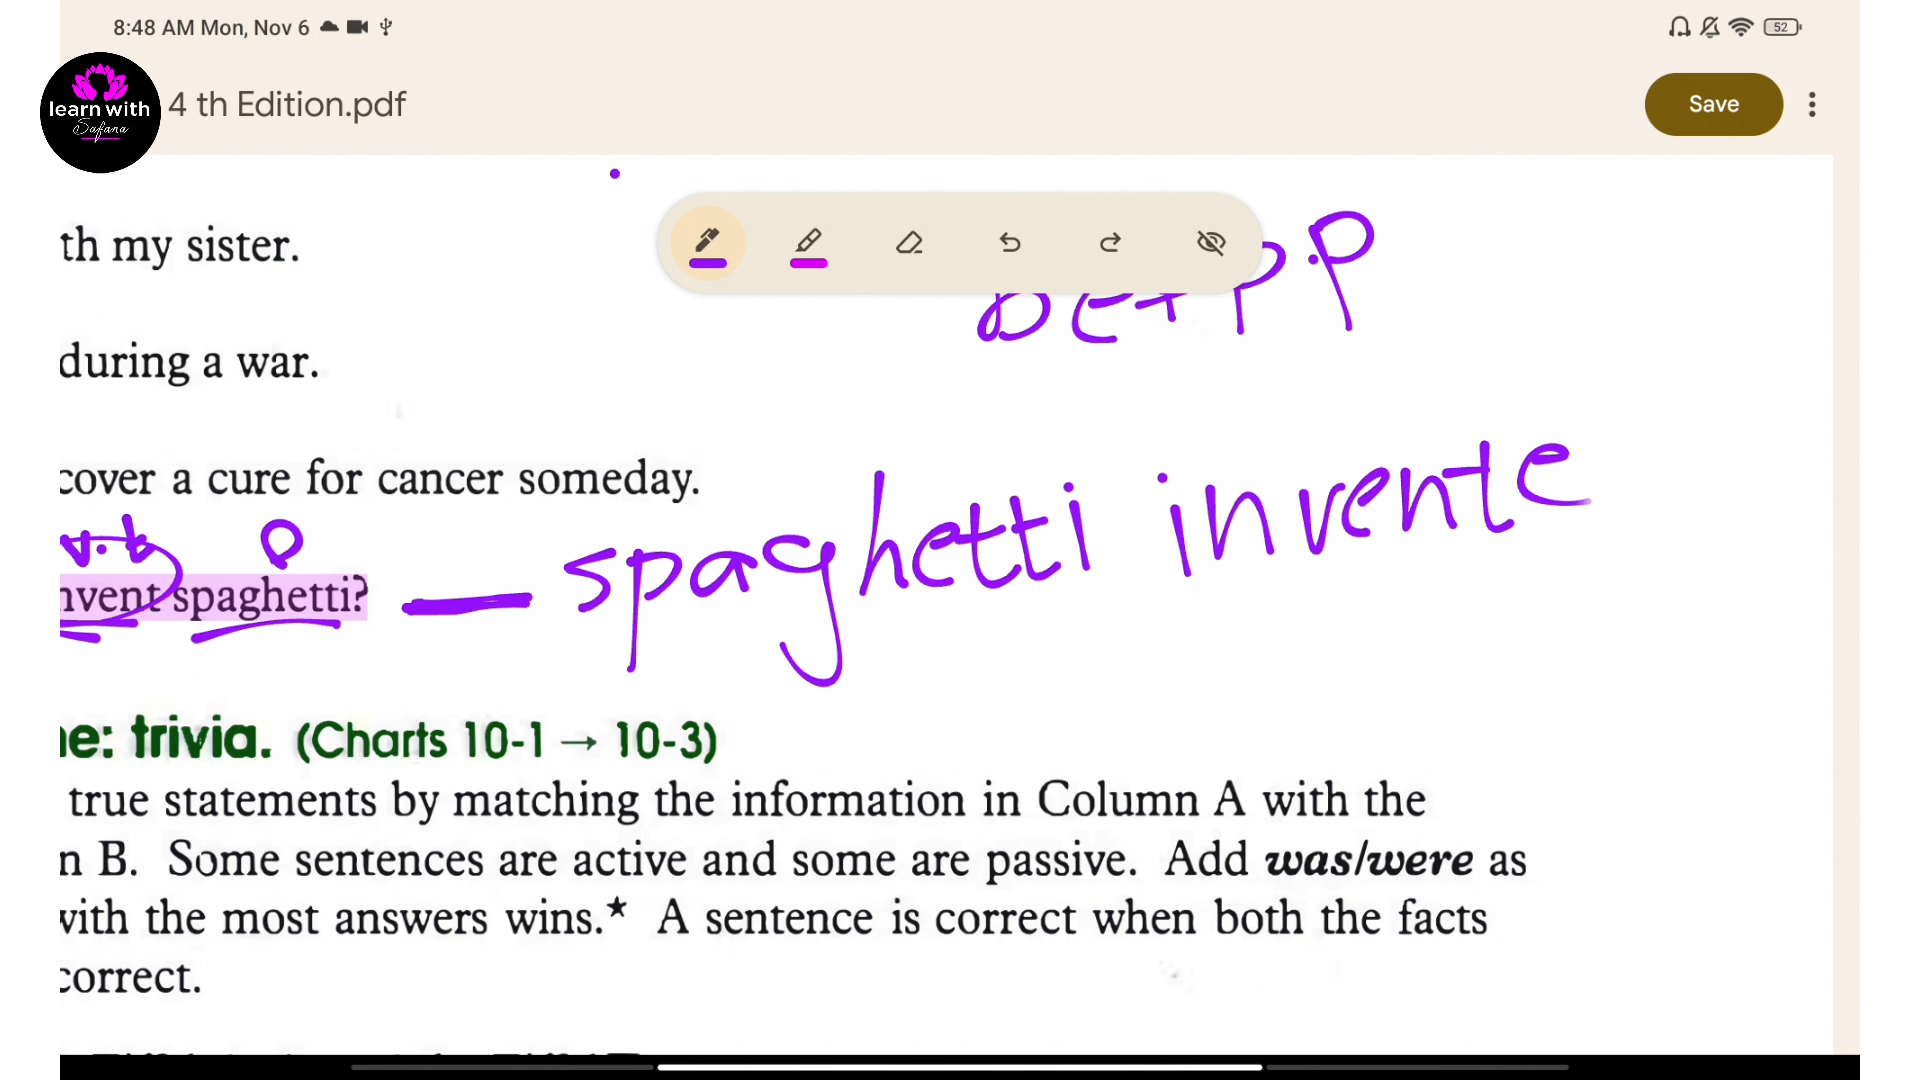 8:48 AM Mon, Nov 6
52
learn with
Safana
4 th Edition.pdf
Save
th my sister.
Be+P.P
during a war.
cover a cure for cancer someday.
v.t O
nvent spaghetti? — spaghetti invente
ne: trivia. (Charts 10-1 → 10-3)
true statements by matching the information in Column A with the
n B. Some sentences are active and some are passive. Add was/were as
with the most answers wins.* A sentence is correct when both the facts
correct.